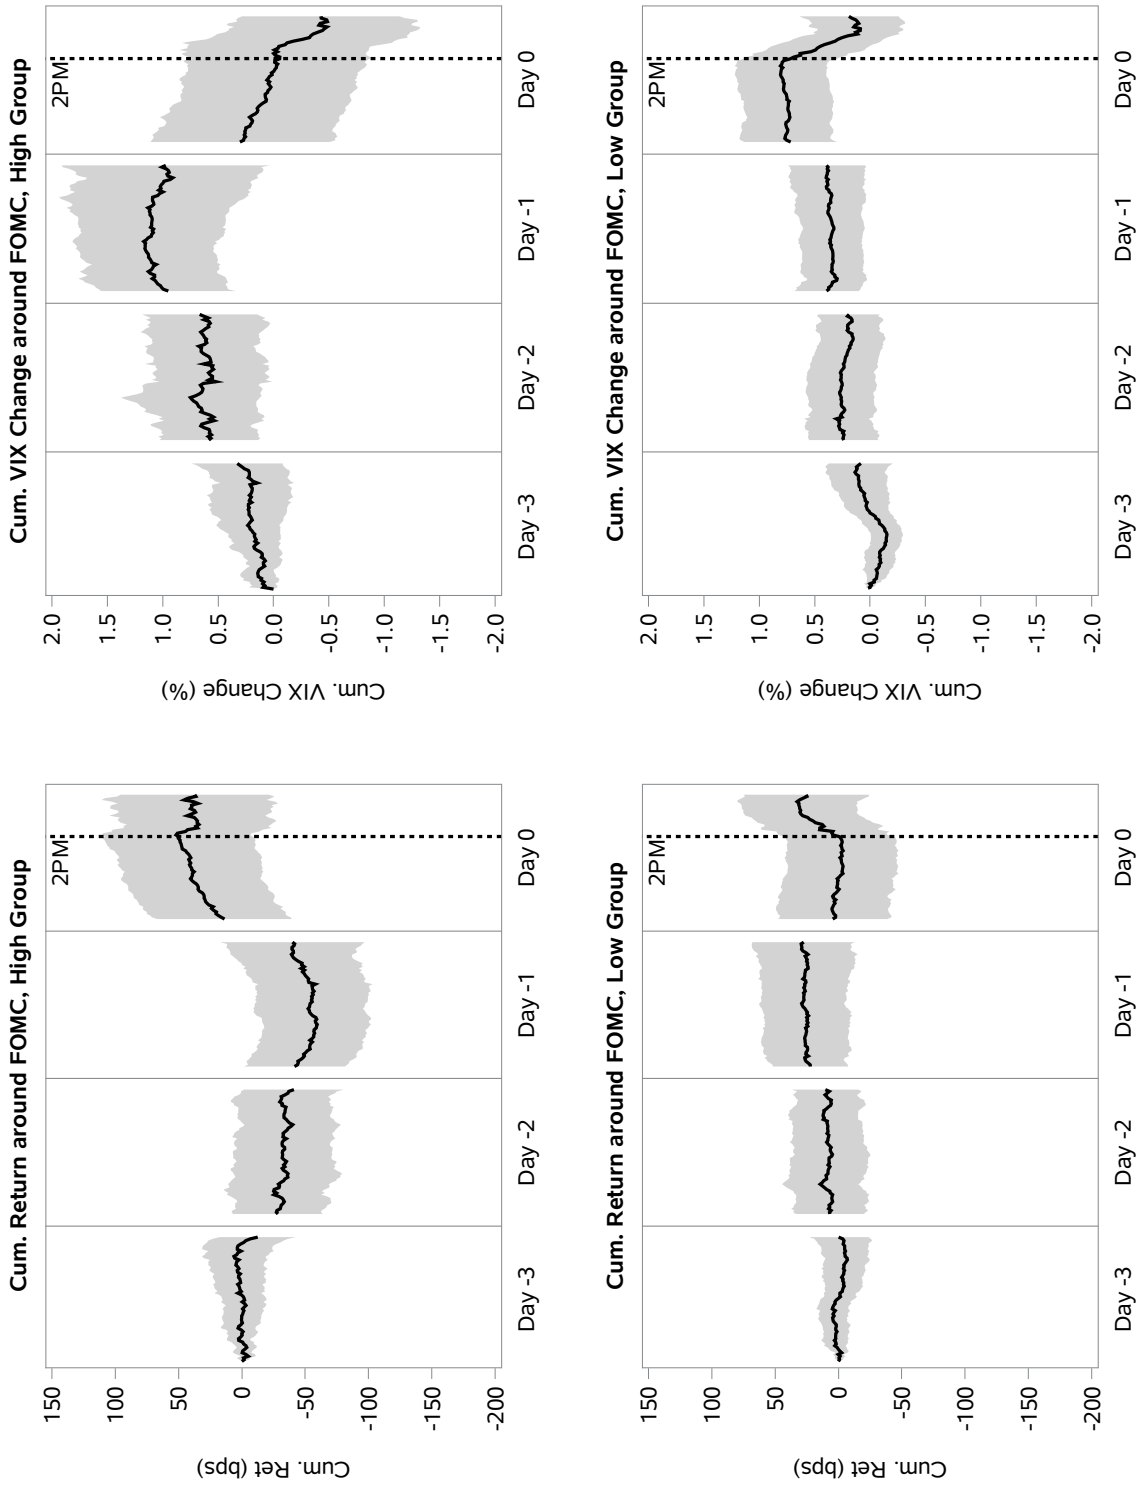 Cum. Return around FOMC, High Group
Cum. Ret (bps)
150
100
50
0
-50
-100
-150
-200
2PM
Day -3
Day -2
Day -1
Day 0
Cum. VIX Change around FOMC, High Group
Cum. VIX Change (%)
2.0
1.5
1.0
0.5
0.0
-0.5
-1.0
-1.5
-2.0
2PM
Day -3
Day -2
Day -1
Day 0
Cum. Return around FOMC, Low Group
Cum. Ret (bps)
150
100
50
0
-50
-100
-150
-200
2PM
Day -3
Day -2
Day -1
Day 0
Cum. VIX Change around FOMC, Low Group
Cum. VIX Change (%)
2.0
1.5
1.0
0.5
0.0
-0.5
-1.0
-1.5
-2.0
2PM
Day -3
Day -2
Day -1
Day 0